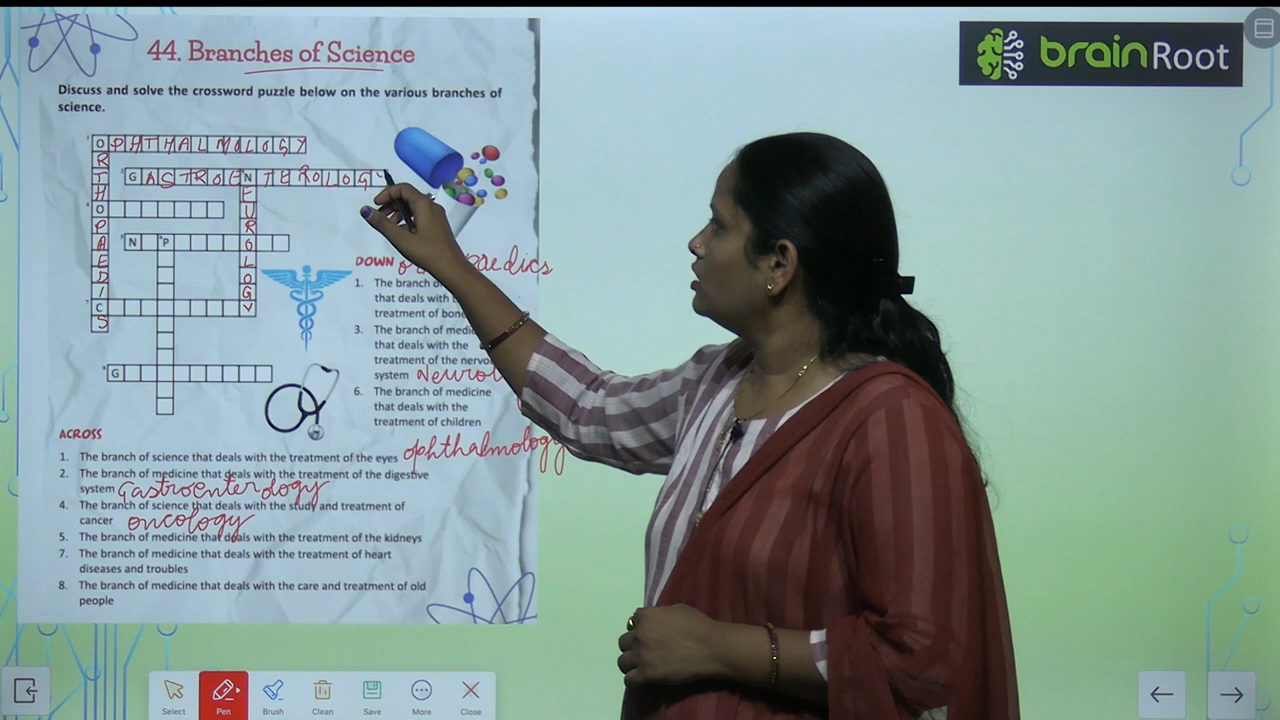 brainRoot
44. Branches of Science
Discuss and solve the crossword puzzle below on the various branches of
science.
1 OPHTHALMOLOGY
2 GASTROENTEROLOGY
ORTHOPAEDICS
NEUROLOGY
5 N 6 P
7 C
8 G
DOWN
1. The branch
that deals with
treatment of
3. The branch of
that deals with the
treatment of the
system
6. The branch of medicine
that deals with the
treatment of children
ACROSS
1. The branch of science that deals with the treatment of the eyes ophthalmology
2. The branch of medicine that deals with the treatment of the digestive
system gastroenterology
4. The branch of science that deals with the study and treatment of
cancer oncology
5. The branch of medicine that deals with the treatment of the kidneys
7. The branch of medicine that deals with the treatment of heart
diseases and troubles
8. The branch of medicine that deals with the care and treatment of old
people
Select Pen Brush Clean Save More Close